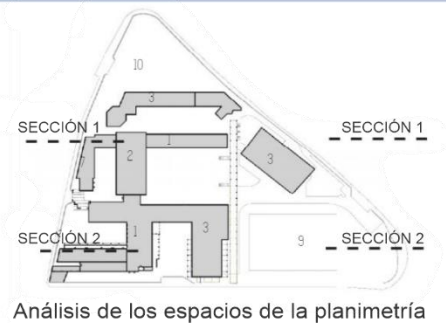 10
3
SECCIÓN 1
SECCIÓN 1
1
2
3
SECCIÓN 2
SECCIÓN 2
1
3
9
Análisis de los espacios de la planimetría